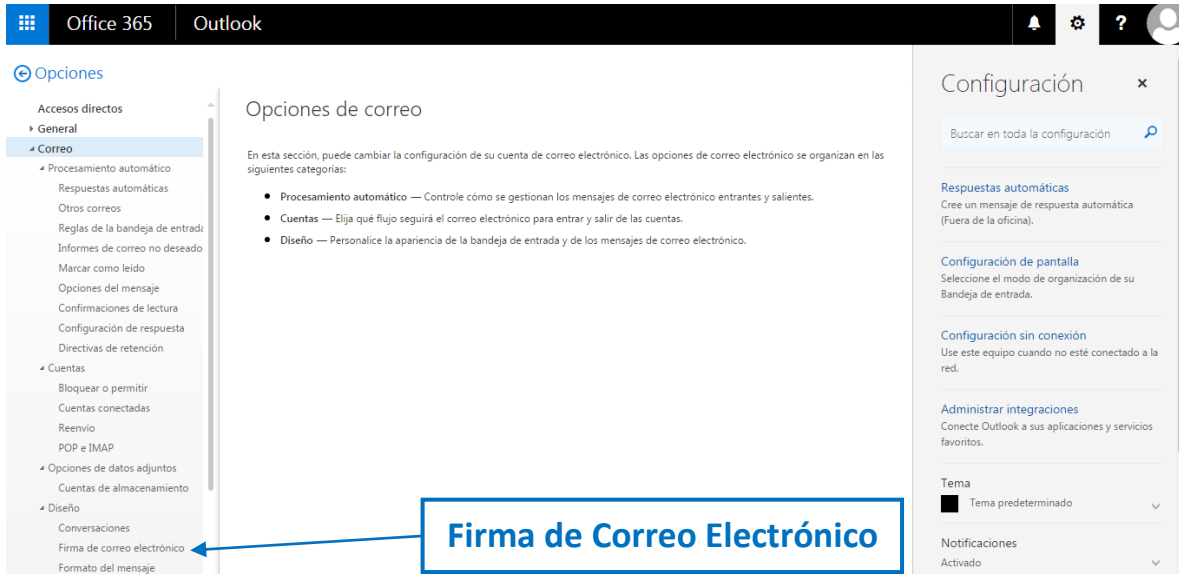 Office 365 Outlook ?
Opciones
Accesos directos
General
Correo
Procesamiento automático
Respuestas automáticas
Otros correos
Reglas de la bandeja de entrada
Informes de correo no deseado
Marcar como leído
Opciones del mensaje
Confirmaciones de lectura
Configuración de respuesta
Directivas de retención
Cuentas
Bloquear o permitir
Cuentas conectadas
Reenvío
POP e IMAP
Opciones de datos adjuntos
Cuentas de almacenamiento
Diseño
Conversaciones
Firma de correo electrónico
Formato del mensaje
Opciones de correo
En esta sección, puede cambiar la configuración de su cuenta de correo electrónico. Las opciones de correo electrónico se organizan en las
siguientes categorías:
• Procesamiento automático — Controle cómo se gestionan los mensajes de correo electrónico entrantes y salientes.
• Cuentas — Elija qué flujo seguirá el correo electrónico para entrar y salir de las cuentas.
• Diseño — Personalice la apariencia de la bandeja de entrada y de los mensajes de correo electrónico.
Firma de Correo Electrónico
Configuración ×
Buscar en toda la configuración
Respuestas automáticas
Cree un mensaje de respuesta automática
(Fuera de la oficina).
Configuración de pantalla
Seleccione el modo de organización de su
Bandeja de entrada.
Configuración sin conexión
Use este equipo cuando no esté conectado a la
red.
Administrar integraciones
Conecte Outlook a sus aplicaciones y servicios
favoritos.
Tema
Tema predeterminado
Notificaciones
Activado